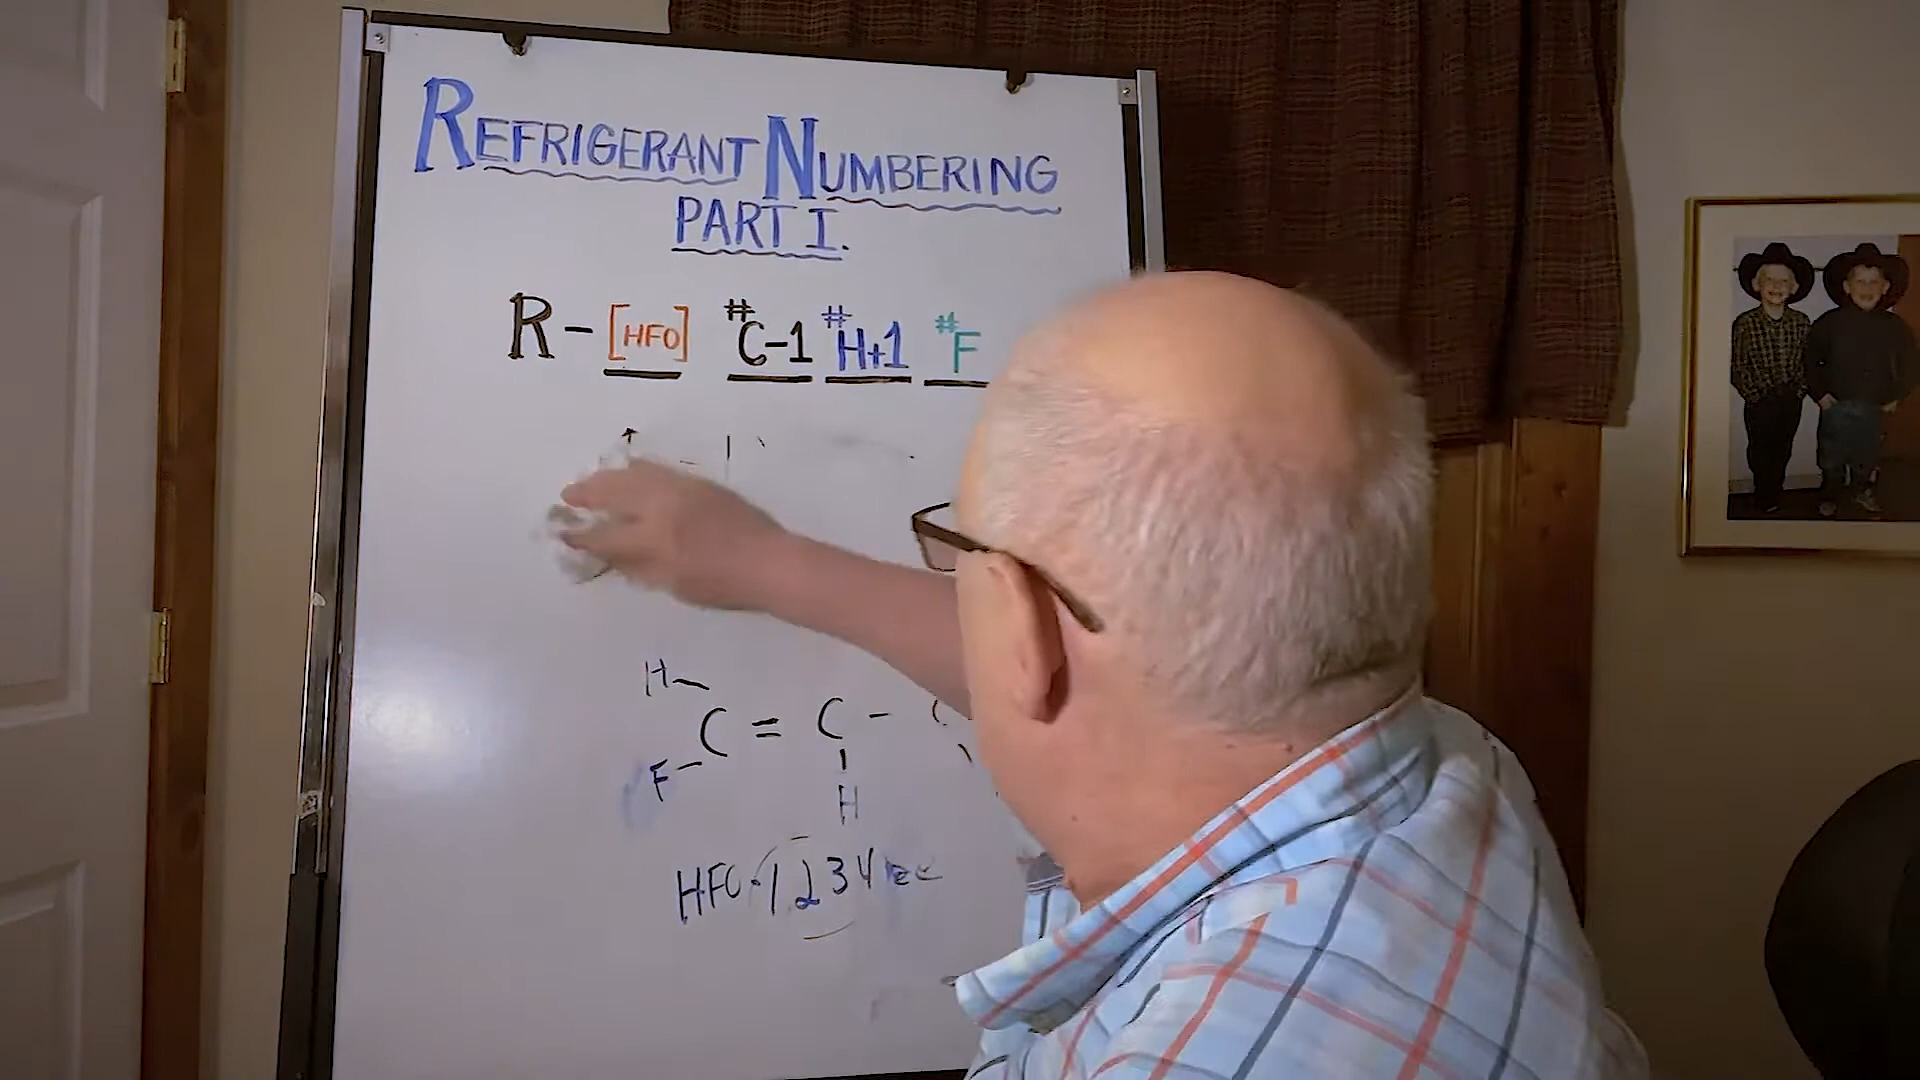 REFRIGERANT NUMBERING
PART I.
R - [HFO] #C-1 #H+1 #F
H
C = C -
F
H
HFO-1234